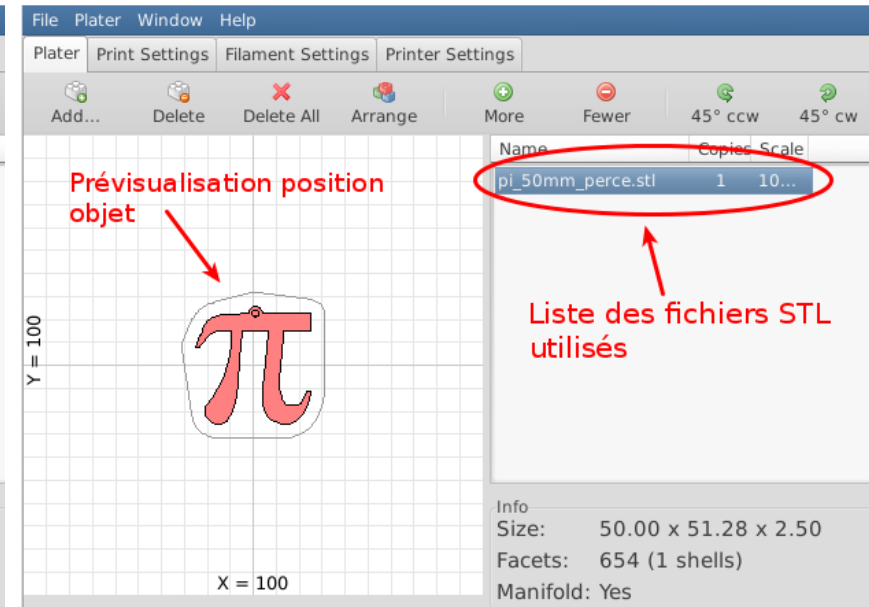 File Plater Window Help
Plater Print Settings Filament Settings Printer Settings
Add... Delete Delete All Arrange More Fewer 45° ccw 45° cw
Name Copies Scale
pi_50mm_perce.stl 1 10...
Prévisualisation position
objet
Liste des fichiers STL
utilisés
Y = 100
X = 100
Info
Size: 50.00 x 51.28 x 2.50
Facets: 654 (1 shells)
Manifold: Yes